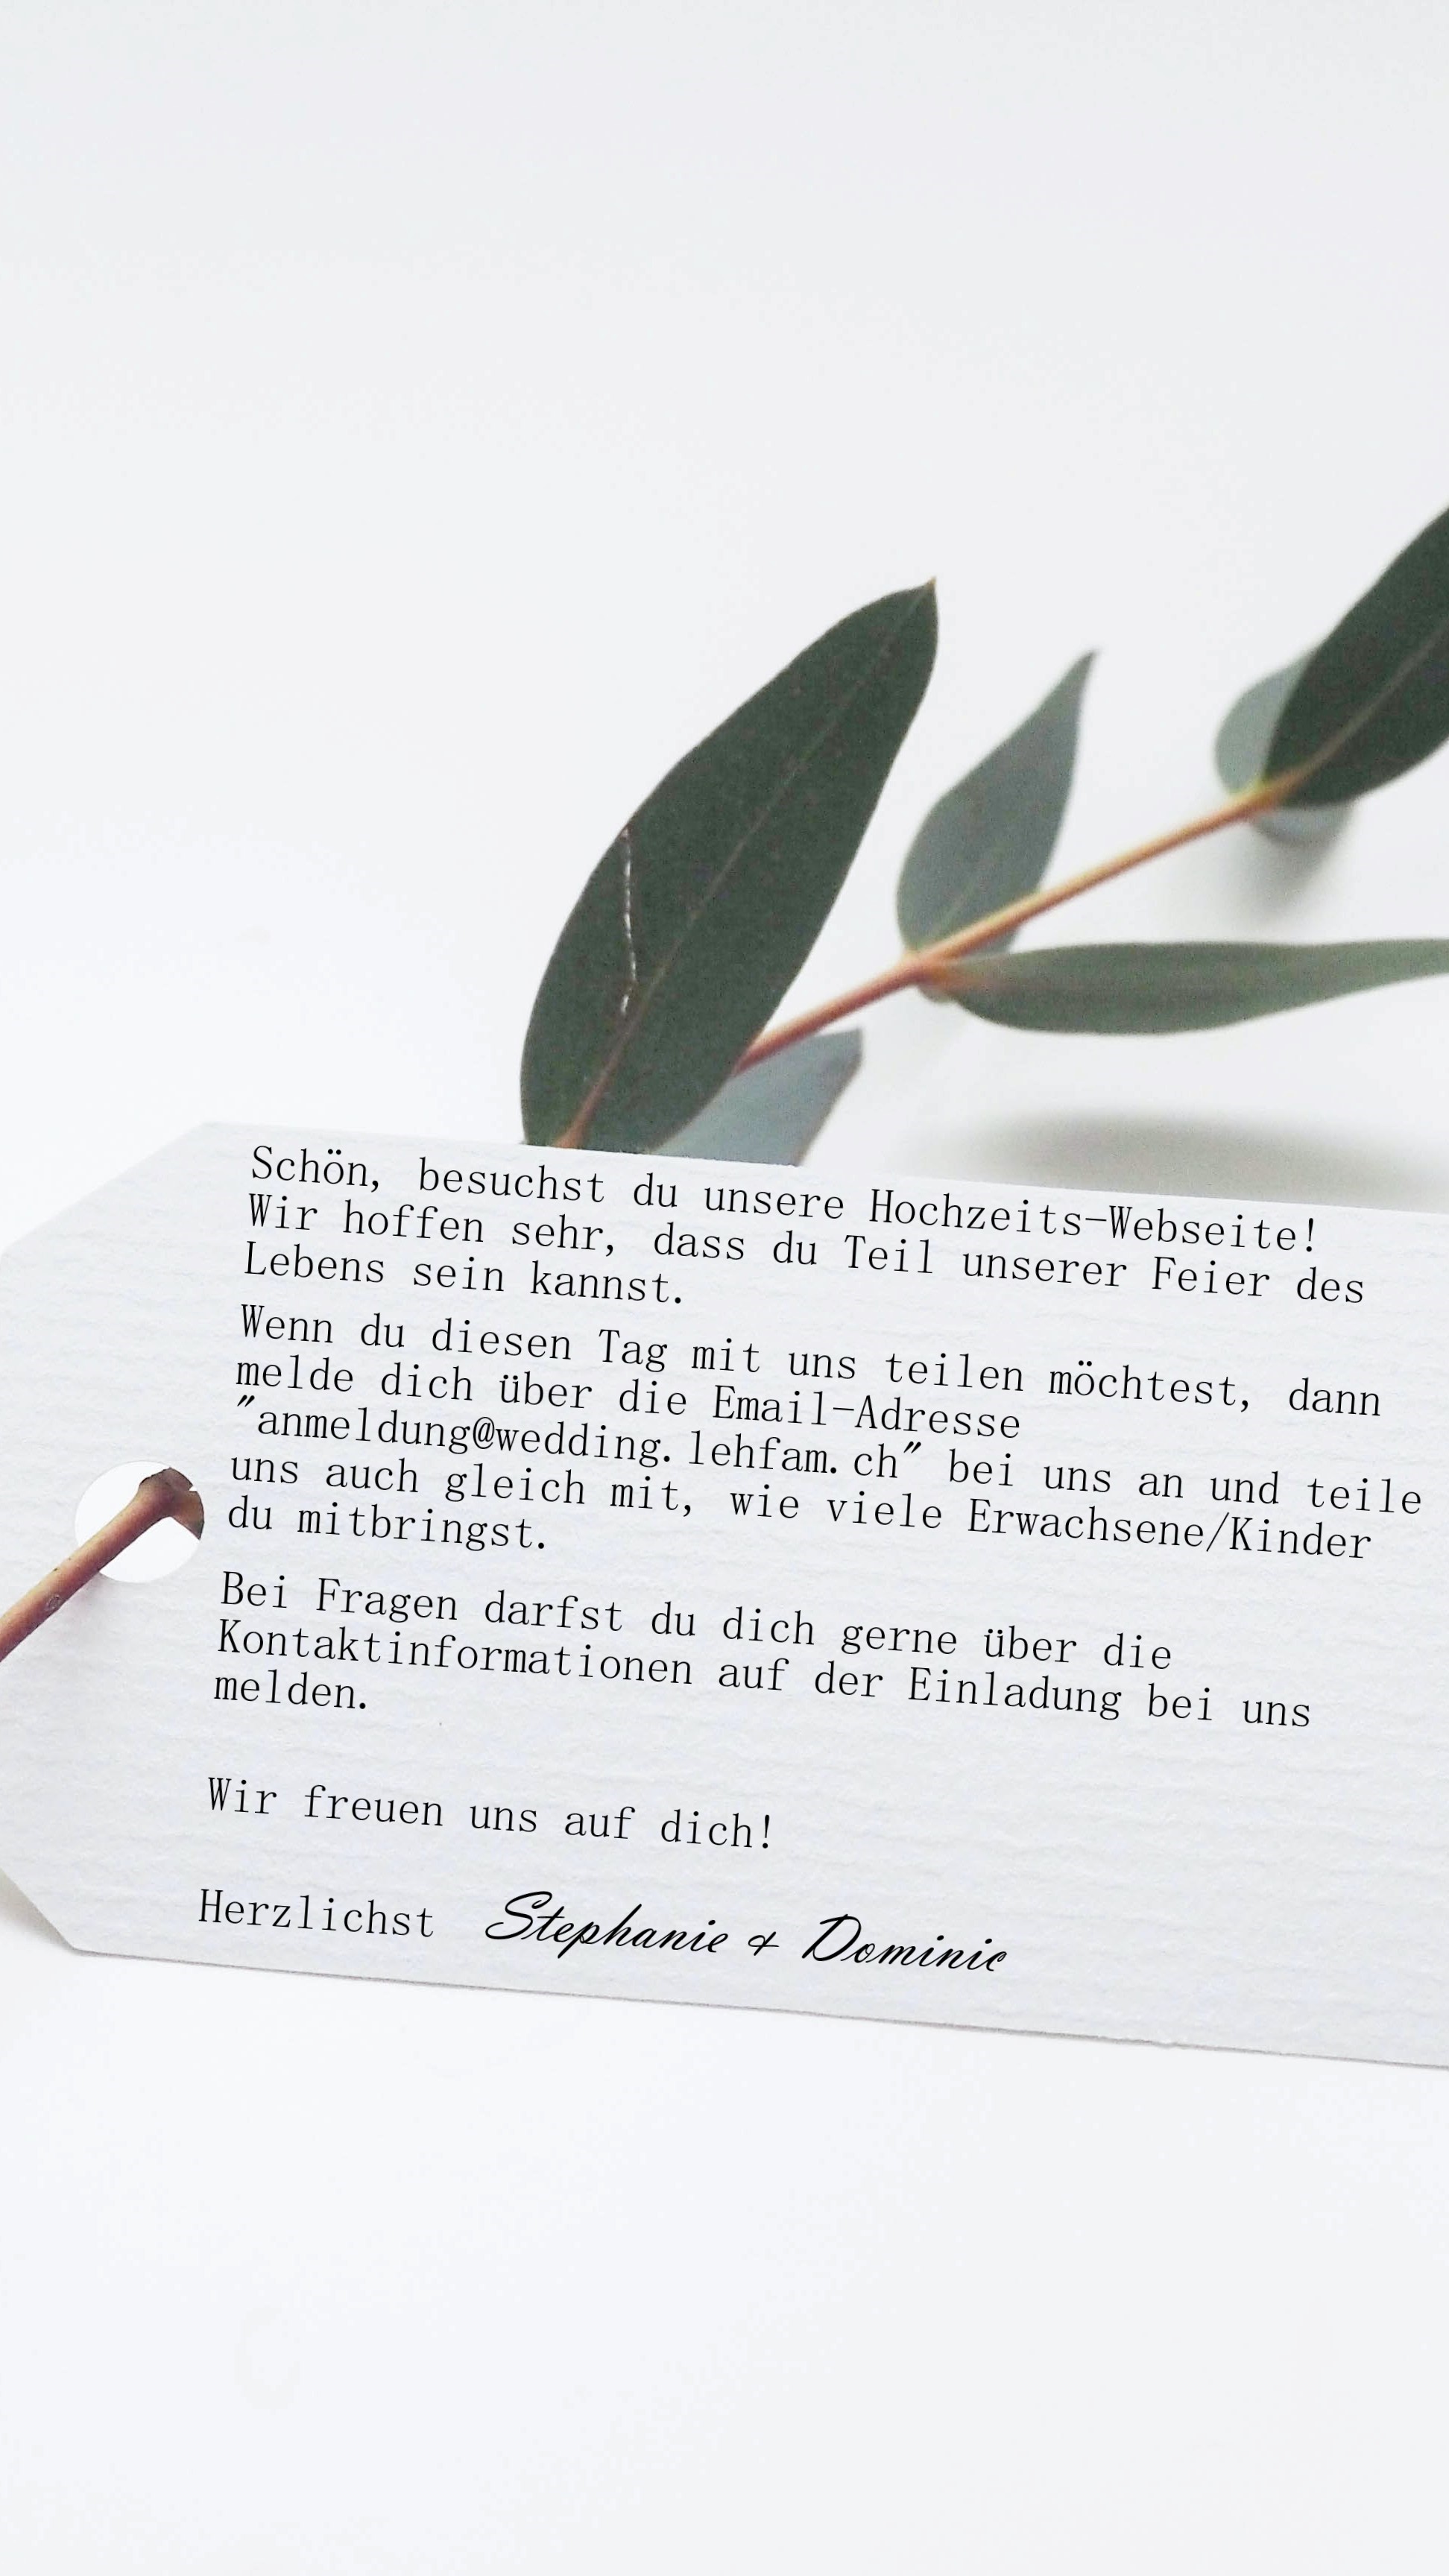 Schön, besuchst du unsere Hochzeits-Webseite!
Wir hoffen sehr, dass du Teil unserer Feier des
Lebens sein kannst.
Wenn du diesen Tag mit uns teilen möchtest, dann
melde dich über die Email-Adresse
"anmeldung@wedding.lehfam.ch" bei uns an und teile
uns auch gleich mit, wie viele Erwachsene/Kinder
du mitbringst.
Bei Fragen darfst du dich gerne über die
Kontaktinformationen auf der Einladung bei uns
melden.
Wir freuen uns auf dich!
Herzlichst Stephanie & Dominic